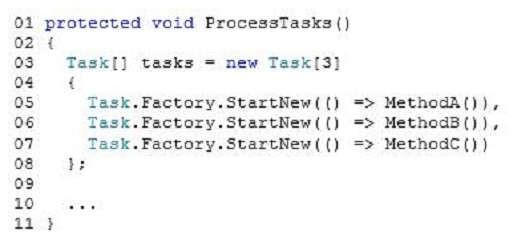 01 protected void ProcessTasks()
02 {
03   Task[] tasks = new Task[3]
04   {
05     Task.Factory.StartNew(() => MethodA()),
06     Task.Factory.StartNew(() => MethodB()),
07     Task.Factory.StartNew(() => MethodC())
08   };
09
10   ...
11 }